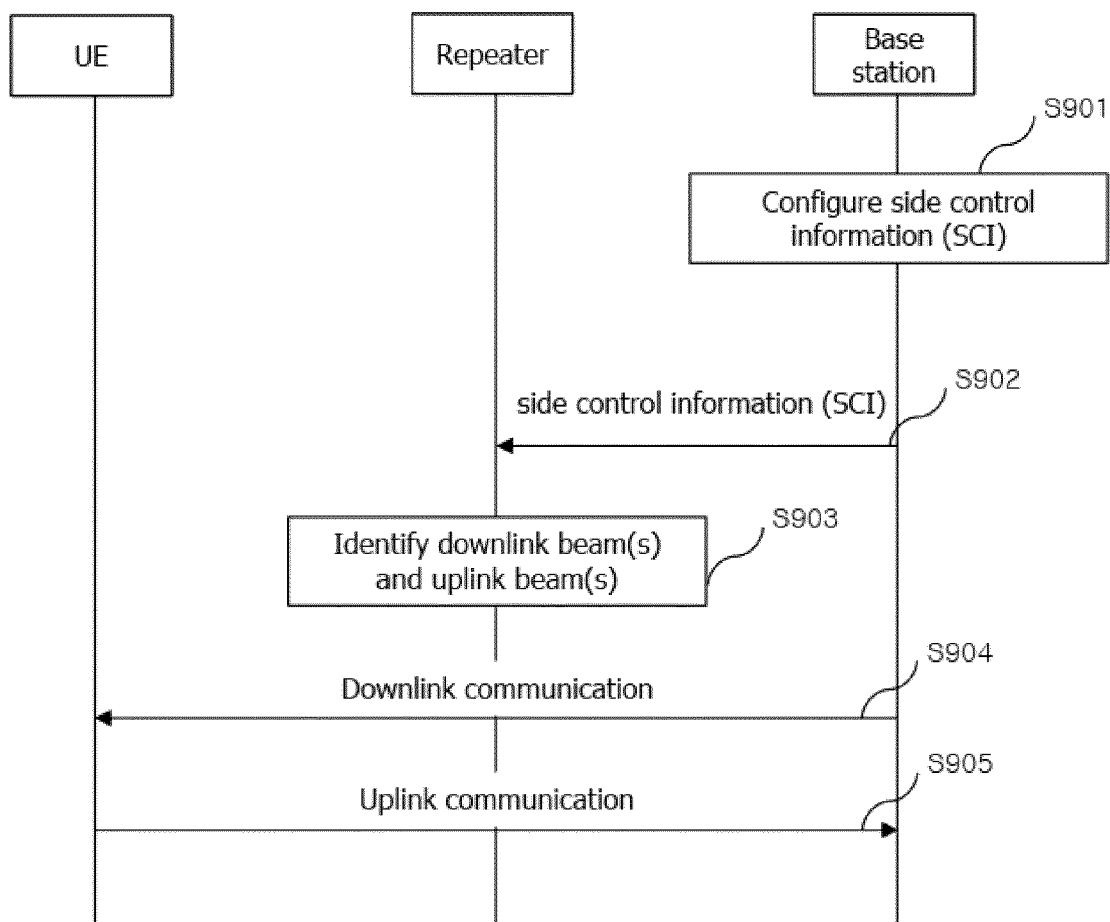 UE
Repeater
Base
station
S901
Configure side control
information (SCI)
S902
side control information (SCI)
S903
Identify downlink beam(s)
and uplink beam(s)
S904
Downlink communication
S905
Uplink communication